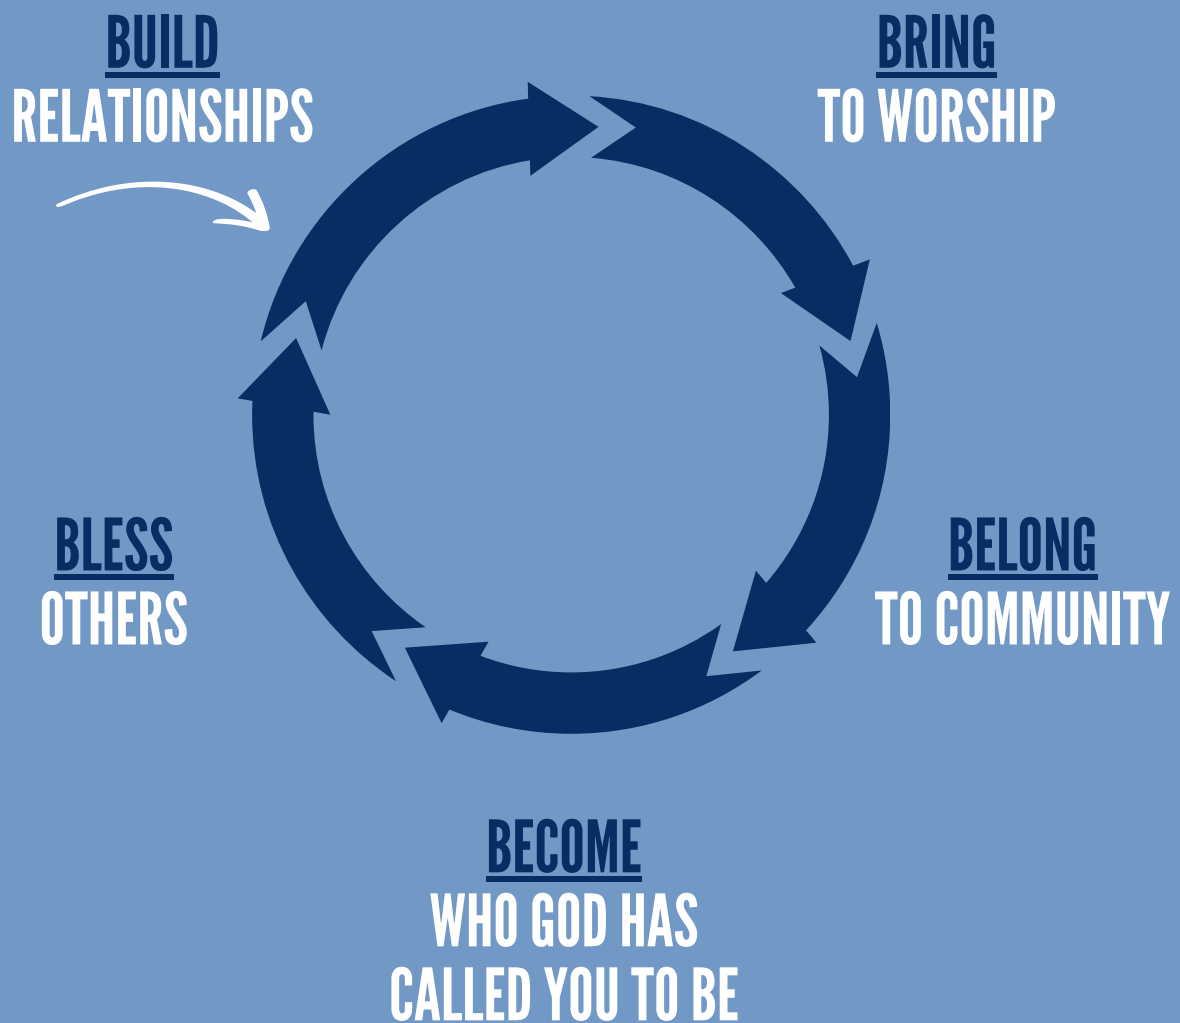 BUILD
RELATIONSHIPS
BRING
TO WORSHIP
BELONG
TO COMMUNITY
BECOME
WHO GOD HAS
CALLED YOU TO BE
BLESS
OTHERS